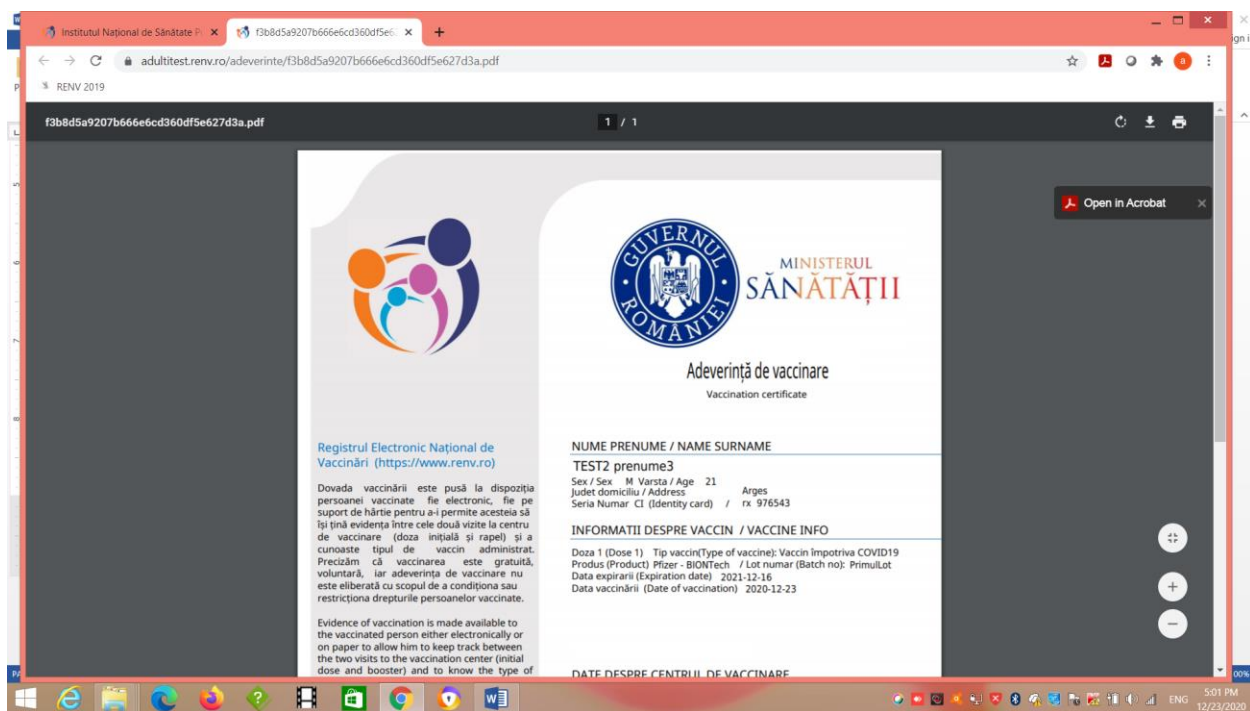 Institutul Național de Sănătate P
f3b8d5a9207b666e6cd360df5e6
ign i
adultitest.renv.ro/adeverinte/f3b8d5a9207b666e6cd360df5e627d3a.pdf
a
RENV 2019
f3b8d5a9207b666e6cd360df5e627d3a.pdf
1 / 1
Open in Acrobat
GUVERNUL ROMÂNIEI
MINISTERUL
SĂNĂTĂȚII
Adeverință de vaccinare
Vaccination certificate
Registrul Electronic Național de
Vaccinări (https://www.renv.ro)
Dovada vaccinării este pusă la dispoziția
persoanei vaccinate fie electronic, fie pe
suport de hârtie pentru a-i permite acesteia să
își țină evidența între cele două vizite la centru
de vaccinare (doza inițială și rapel) și a
cunoaste tipul de vaccin administrat.
Precizăm că vaccinarea este gratuită,
voluntară, iar adeverința de vaccinare nu
este eliberată cu scopul de a condiționa sau
restricționa drepturile persoanelor vaccinate.
Evidence of vaccination is made available to
the vaccinated person either electronically or
on paper to allow him to keep track between
the two visits to the vaccination center (initial
dose and booster) and to know the type of
NUME PRENUME / NAME SURNAME
TEST2 prenume3
Sex / Sex M Varsta / Age 21
Judet domiciliu / Address Arges
Seria Numar CI (Identity card) / rx 976543
INFORMATII DESPRE VACCIN / VACCINE INFO
Doza 1 (Dose 1) Tip vaccin(Type of vaccine): Vaccin împotriva COVID19
Produs (Product) Pfizer - BIONTech / Lot numar (Batch no): PrimulLot
Data expirarii (Expiration date) 2021-12-16
Data vaccinării (Date of vaccination) 2020-12-23
DATE DESPRE CENTRUL DE VACCINARE
00%
ENG
5:01 PM
12/23/2020